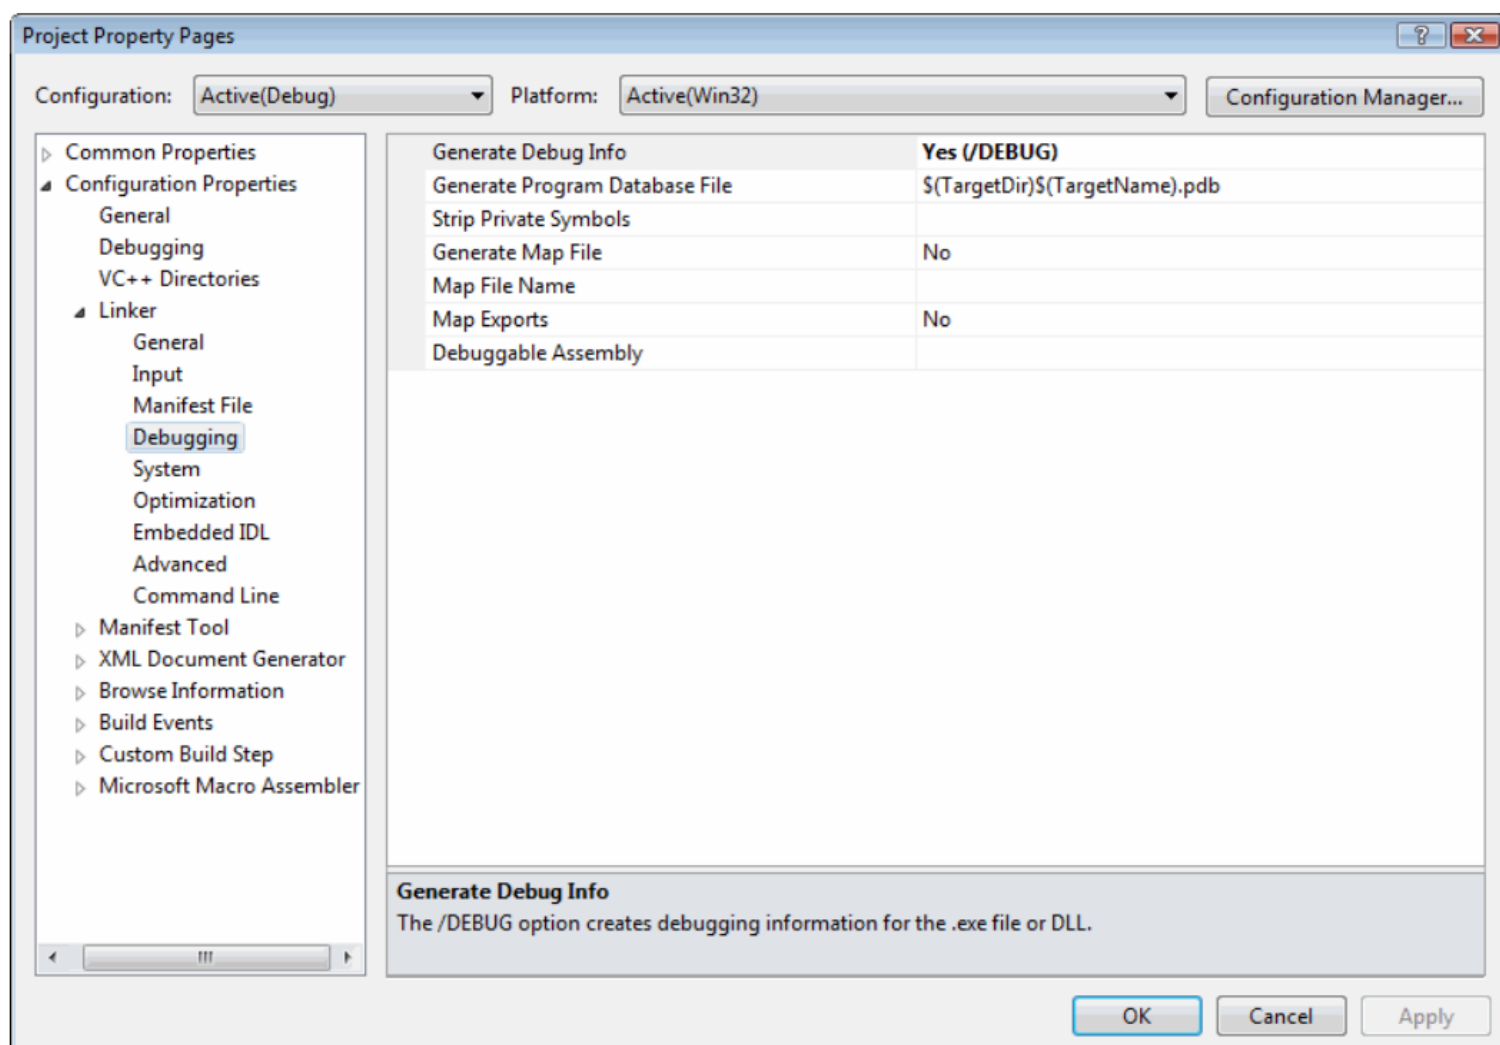 Project Property Pages
Configuration: Active(Debug) Platform: Active(Win32) Configuration Manager...
Common Properties
Configuration Properties
General
Debugging
VC++ Directories
Linker
General
Input
Manifest File
Debugging
System
Optimization
Embedded IDL
Advanced
Command Line
Manifest Tool
XML Document Generator
Browse Information
Build Events
Custom Build Step
Microsoft Macro Assembler
Generate Debug Info Yes (/DEBUG)
Generate Program Database File $(TargetDir)$(TargetName).pdb
Strip Private Symbols
Generate Map File No
Map File Name
Map Exports No
Debuggable Assembly
Generate Debug Info
The /DEBUG option creates debugging information for the .exe file or DLL.
OK Cancel Apply